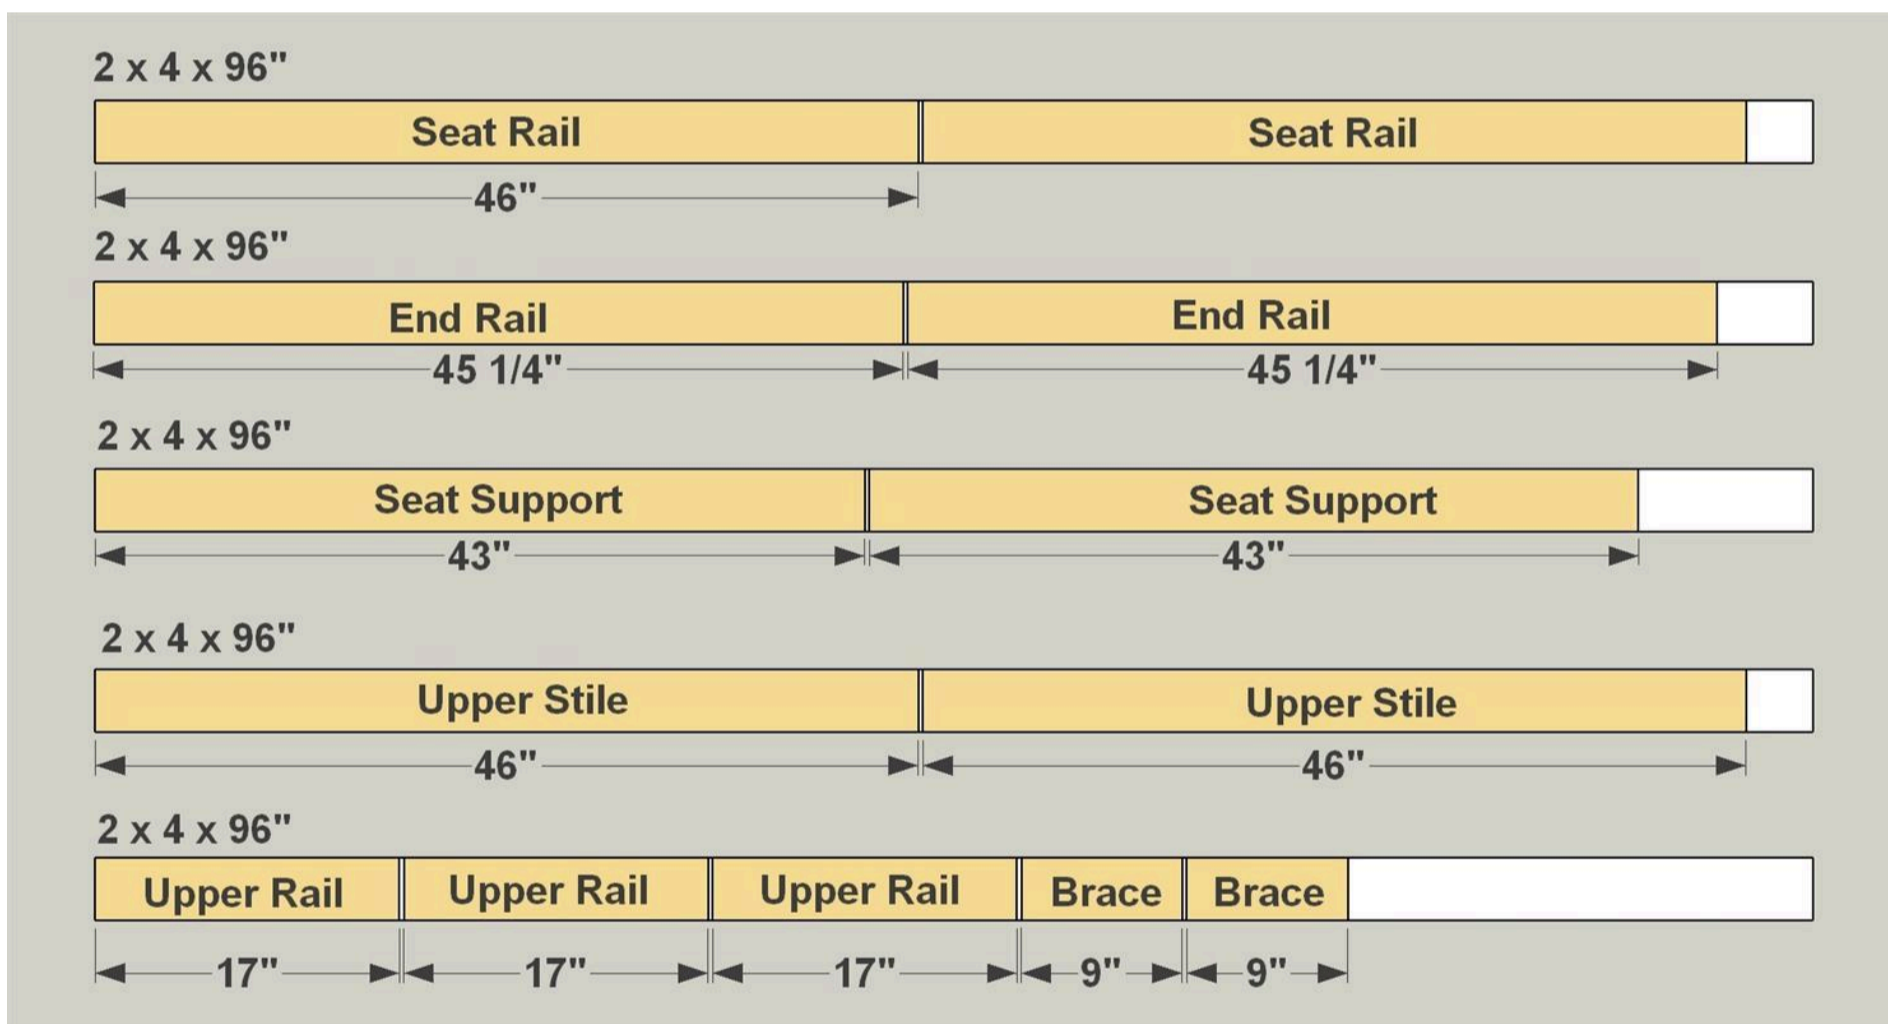 2 x 4 x 96"
Seat Rail Seat Rail
46"
2 x 4 x 96"
End Rail End Rail
45 1/4" 45 1/4"
2 x 4 x 96"
Seat Support Seat Support
43" 43"
2 x 4 x 96"
Upper Stile Upper Stile
46" 46"
2 x 4 x 96"
Upper Rail Upper Rail Upper Rail Brace Brace
17" 17" 17" 9" 9"